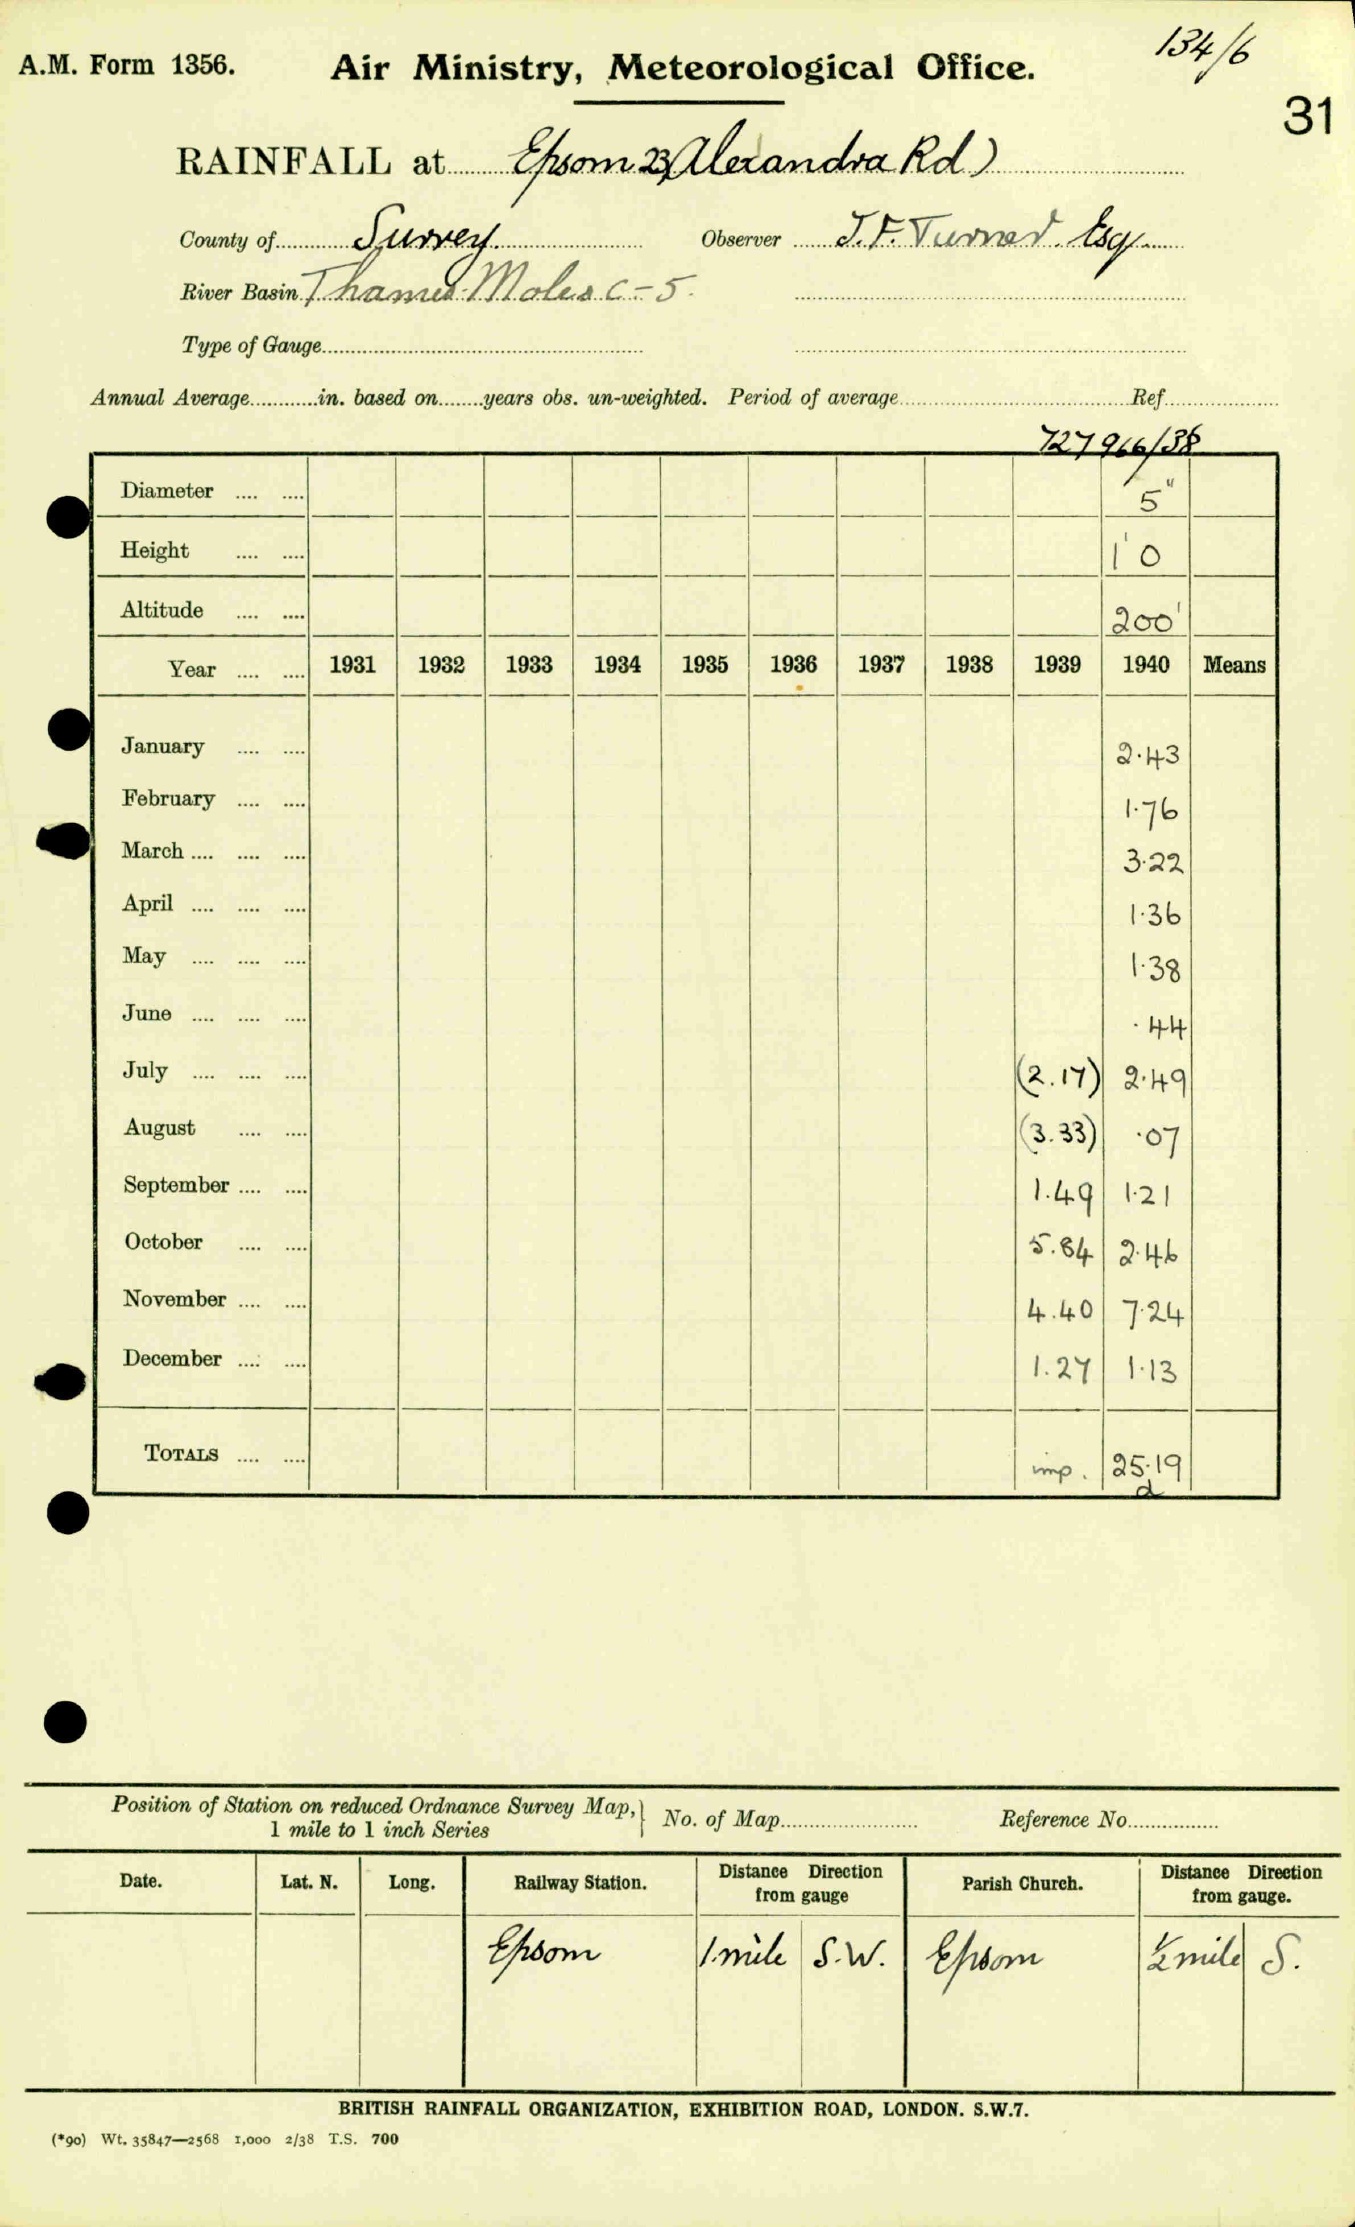 134/6
A.M. Form 1356. Air Ministry, Meteorological Office.
31
RAINFALL at Epsom 23, Alexandra Rd)
County of Surrey. Observer J. F. Turner. Esq.
River Basin Thames-Moles C-5.
Type of Gauge
Annual Average in. based on years obs. un-weighted. Period of average Ref
727966/38
Diameter 5"
Height 1' 0
Altitude 200'
Year 1931 1932 1933 1934 1935 1936 1937 1938 1939 1940 Means
January 2.43
February 1.76
March 3.22
April 1.36
May 1.38
June .44
July (2.17) 2.49
August (3.33) .07
September 1.49 1.21
October 5.84 2.46
November 4.40 7.24
December 1.27 1.13
TOTALS imp. 25.19
d
Position of Station on reduced Ordnance Survey Map, 1 mile to 1 inch Series } No. of Map Reference No.
Date. Lat. N. Long. Railway Station. Distance Direction from gauge Parish Church. Distance Direction from gauge.
Epsom 1 mile S.W. Epsom ½ mile S.
BRITISH RAINFALL ORGANIZATION, EXHIBITION ROAD, LONDON. S.W.7.
(*90) Wt. 35847—2568 1,000 2/38 T.S. 700